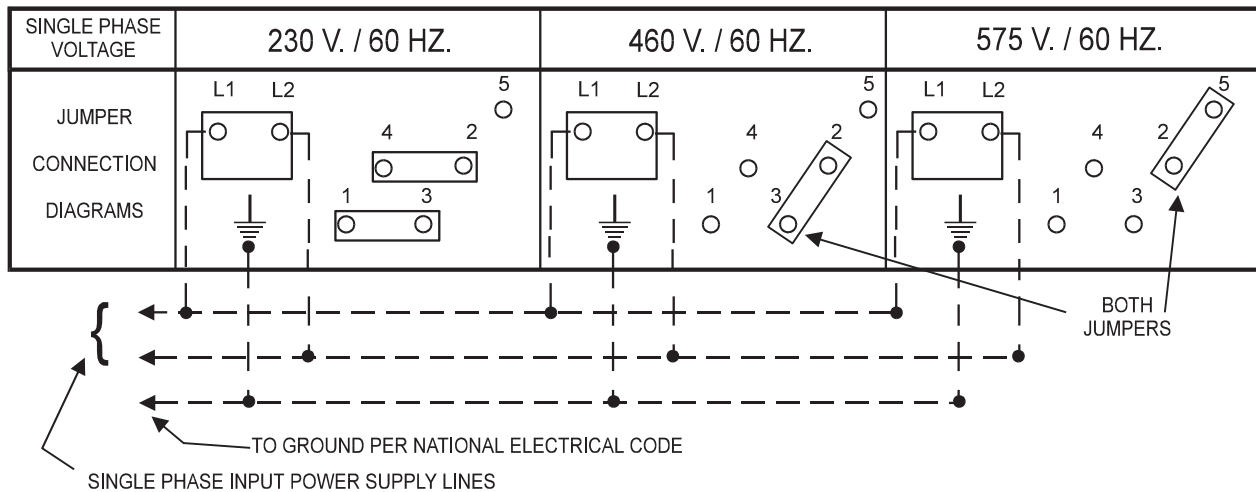 SINGLE PHASE
VOLTAGE
230 V. / 60 HZ.
460 V. / 60 HZ.
575 V. / 60 HZ.
JUMPER
CONNECTION
DIAGRAMS
L1 L2
5
4 2
1 3
L1 L2
5
4 2
1 3
L1 L2
5
4 2
1 3
BOTH
JUMPERS
TO GROUND PER NATIONAL ELECTRICAL CODE
SINGLE PHASE INPUT POWER SUPPLY LINES